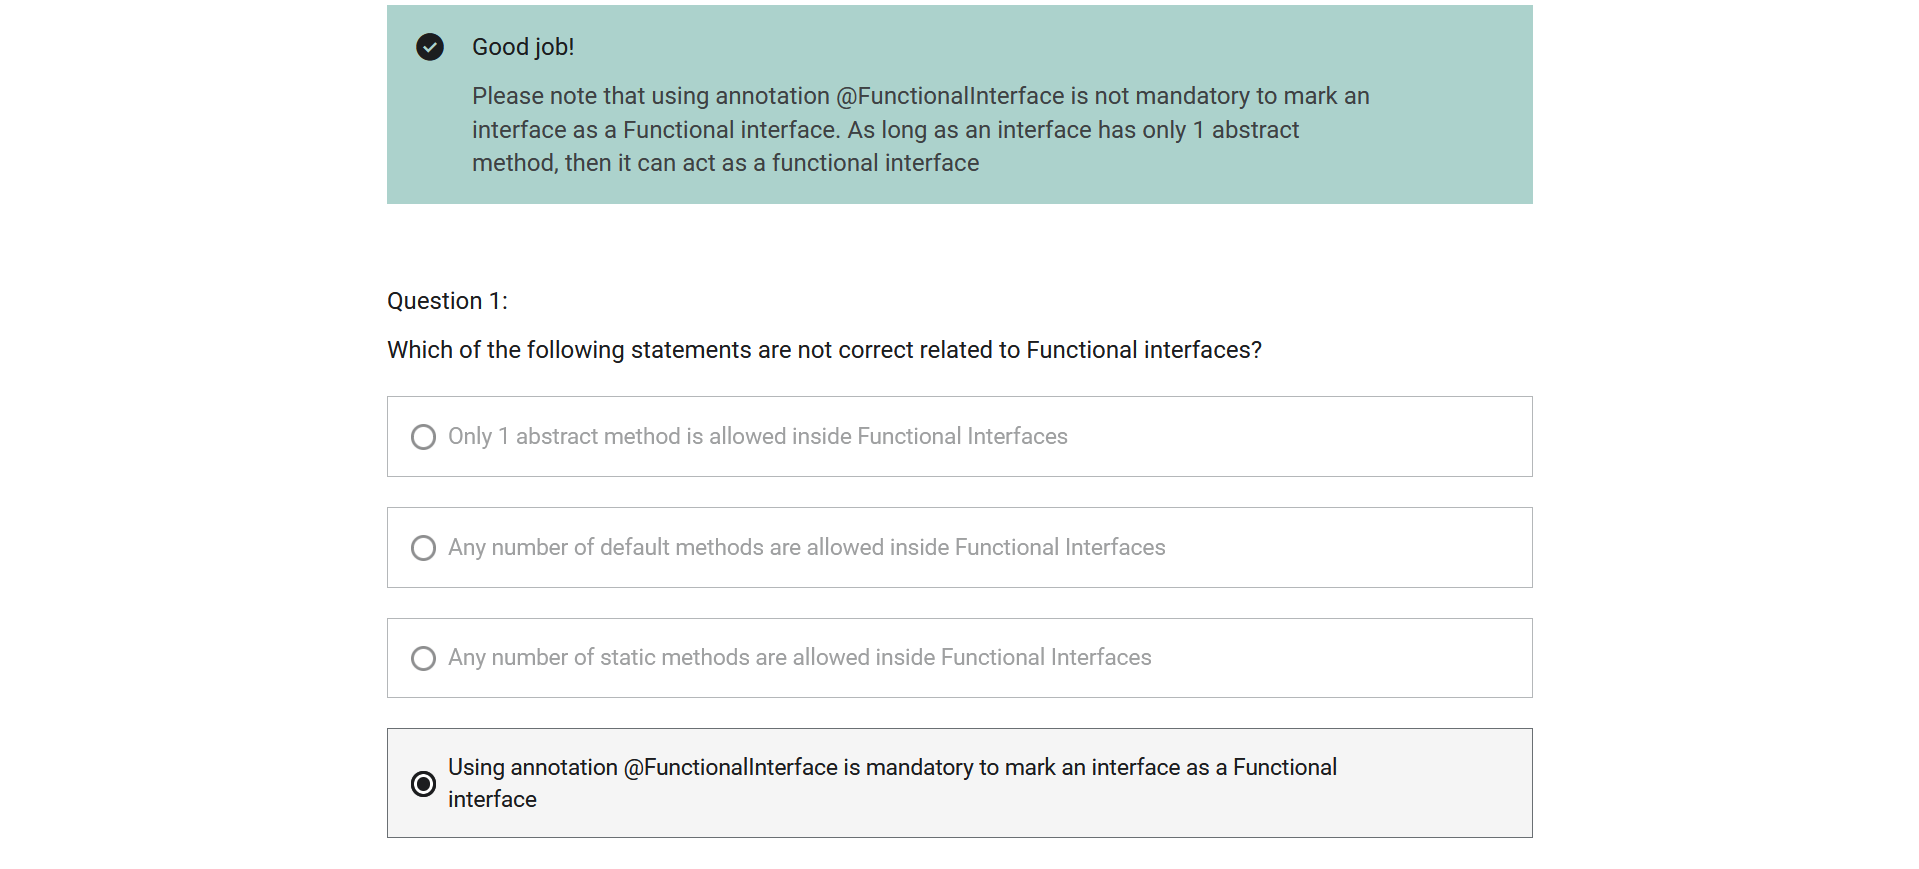 Good job!
Please note that using annotation @FunctionalInterface is not mandatory to mark an
interface as a Functional interface. As long as an interface has only 1 abstract
method, then it can act as a functional interface
Question 1:
Which of the following statements are not correct related to Functional interfaces?
Only 1 abstract method is allowed inside Functional Interfaces
Any number of default methods are allowed inside Functional Interfaces
Any number of static methods are allowed inside Functional Interfaces
Using annotation @FunctionalInterface is mandatory to mark an interface as a Functional
interface